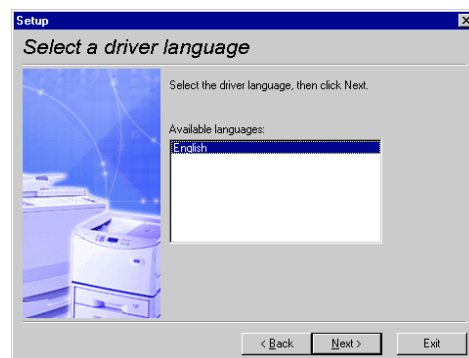 Setup
Select a driver language
Select the driver language, then click Next.
Available languages:
English
< Back
Next >
Exit